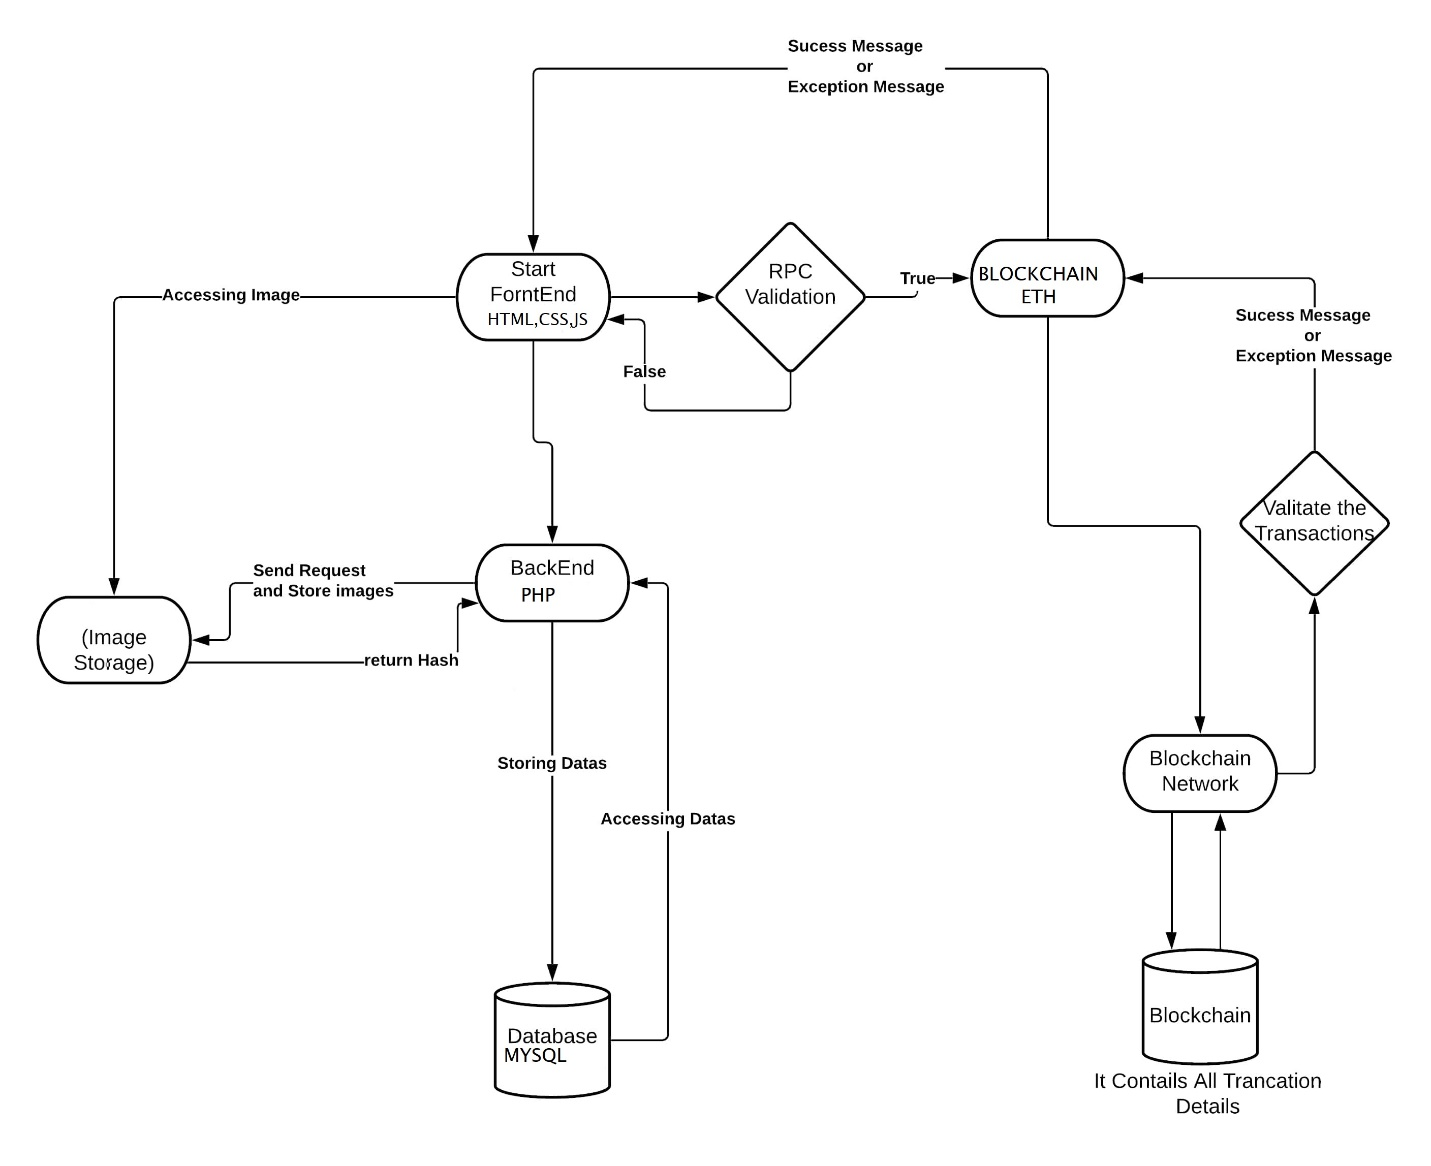 Sucess Message
or
Exception Message
Start
ForntEnd
HTML,CSS,JS
RPC
Validation
True
BLOCKCHAIN
ETH
Accessing Image
False
Sucess Message
or
Exception Message
Valitate the
Transactions
BackEnd
PHP
Send Request
and Store images
(Image
Storage)
return Hash
Storing Datas
Accessing Datas
Blockchain
Network
Database
MYSQL
Blockchain
It Contails All Trancation
Details